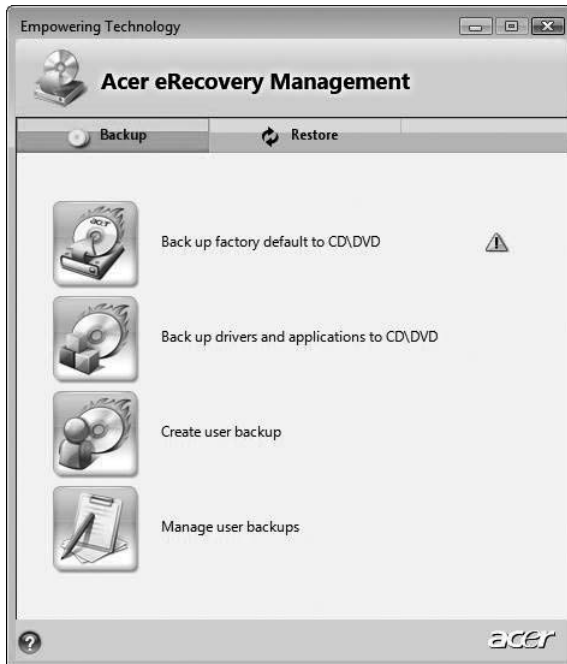 Empowering Technology
Acer eRecovery Management
Backup
Restore
acer
Back up factory default to CD\DVD
Back up drivers and applications to CD\DVD
Create user backup
Manage user backups
?
acer